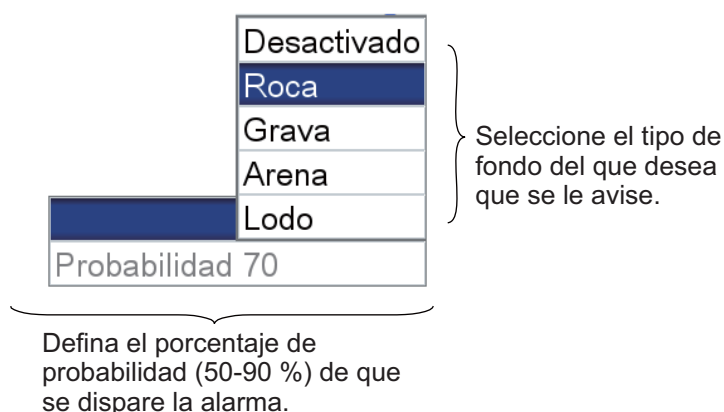 Desactivado
Roca
Grava
Arena
Lodo
Probabilidad 70
Seleccione el tipo de
fondo del que desea
que se le avise.
Defina el porcentaje de
probabilidad (50-90 %) de que
se dispare la alarma.